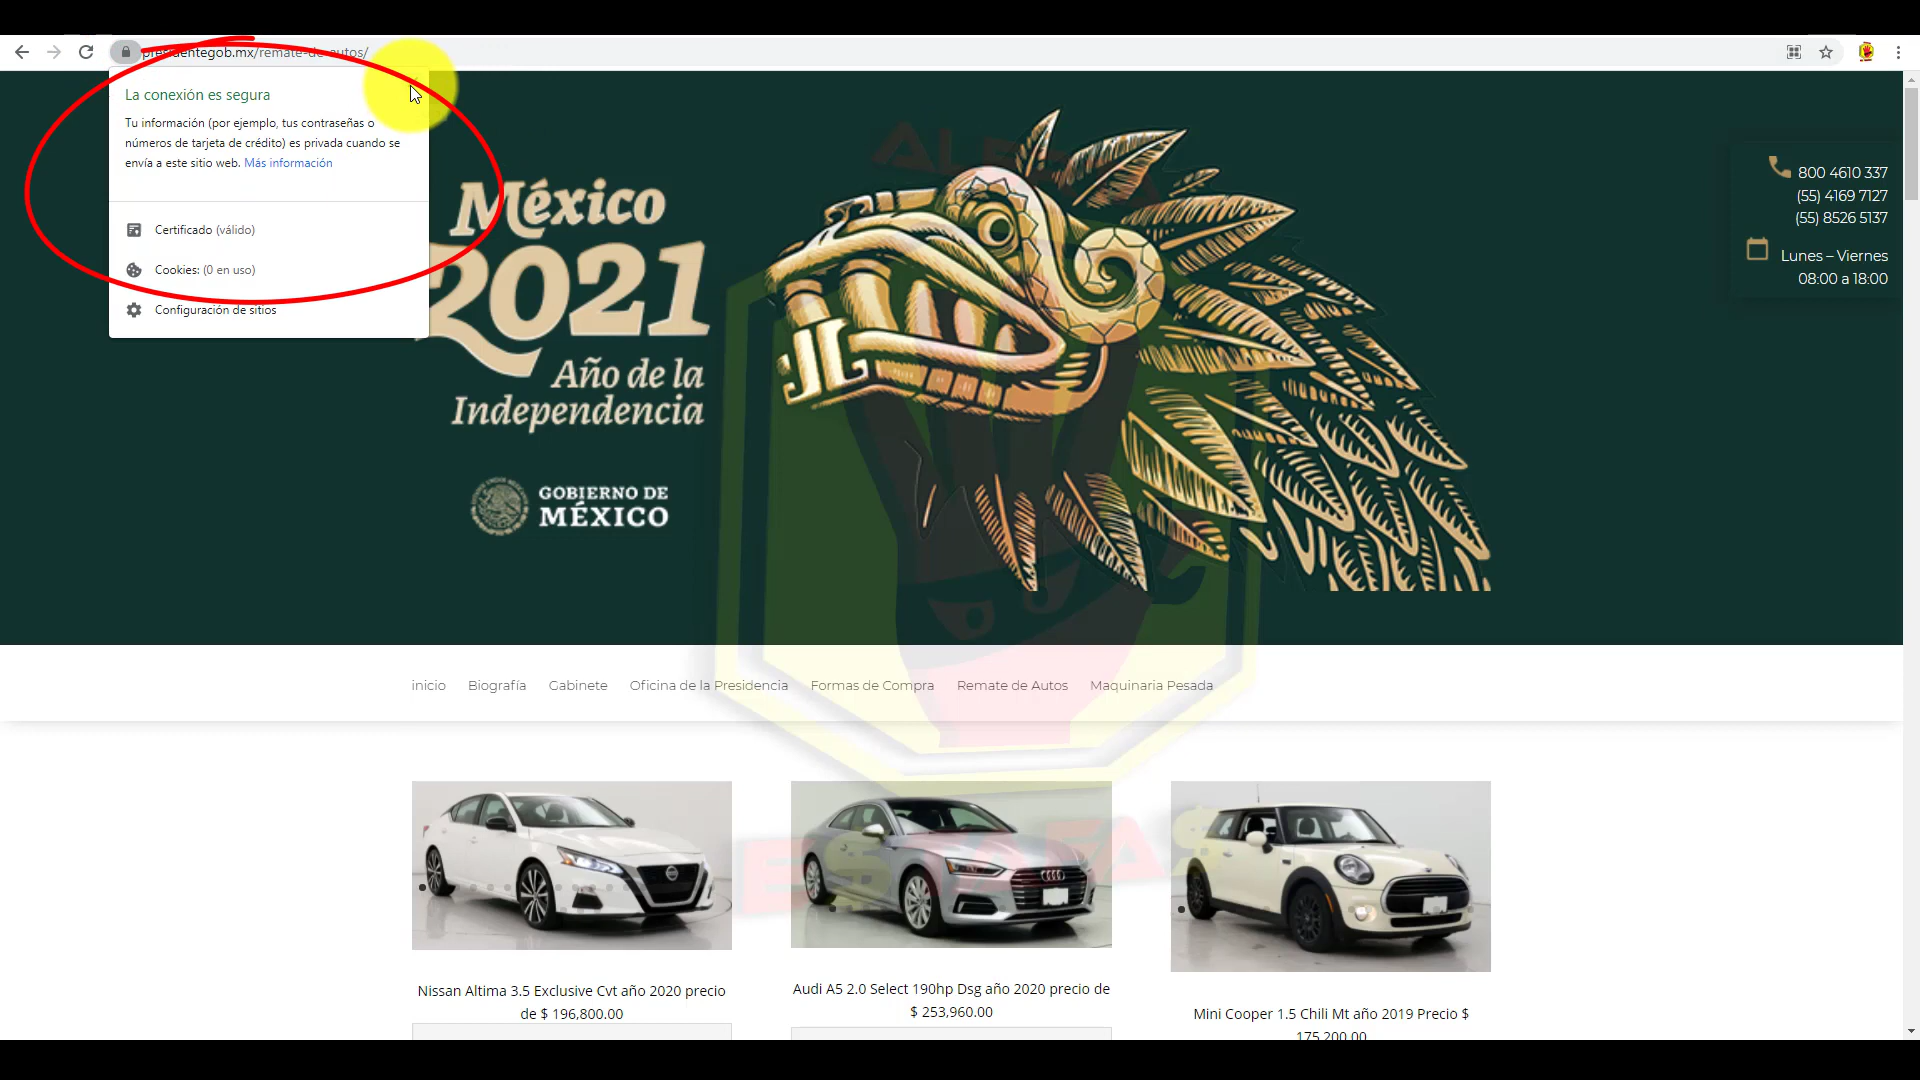 presidentegob.mx/remate-de-autos/
La conexión es segura
Tu información (por ejemplo, tus contraseñas o
números de tarjeta de crédito) es privada cuando se
envía a este sitio web. Más información
Certificado (válido)
Cookies: (0 en uso)
Configuración de sitios
México
2021
Año de la
Independencia
GOBIERNO DE
MÉXICO
800 4610 337
(55) 4169 7127
(55) 8526 5137
Lunes – Viernes
08:00 a 18:00
inicio Biografía Gabinete Oficina de la Presidencia Formas de Compra Remate de Autos Maquinaria Pesada
ESTAFAS
Nissan Altima 3.5 Exclusive Cvt año 2020 precio
de $ 196,800.00
Audi A5 2.0 Select 190hp Dsg año 2020 precio de
$ 253,960.00
Mini Cooper 1.5 Chili Mt año 2019 Precio $
175,200.00